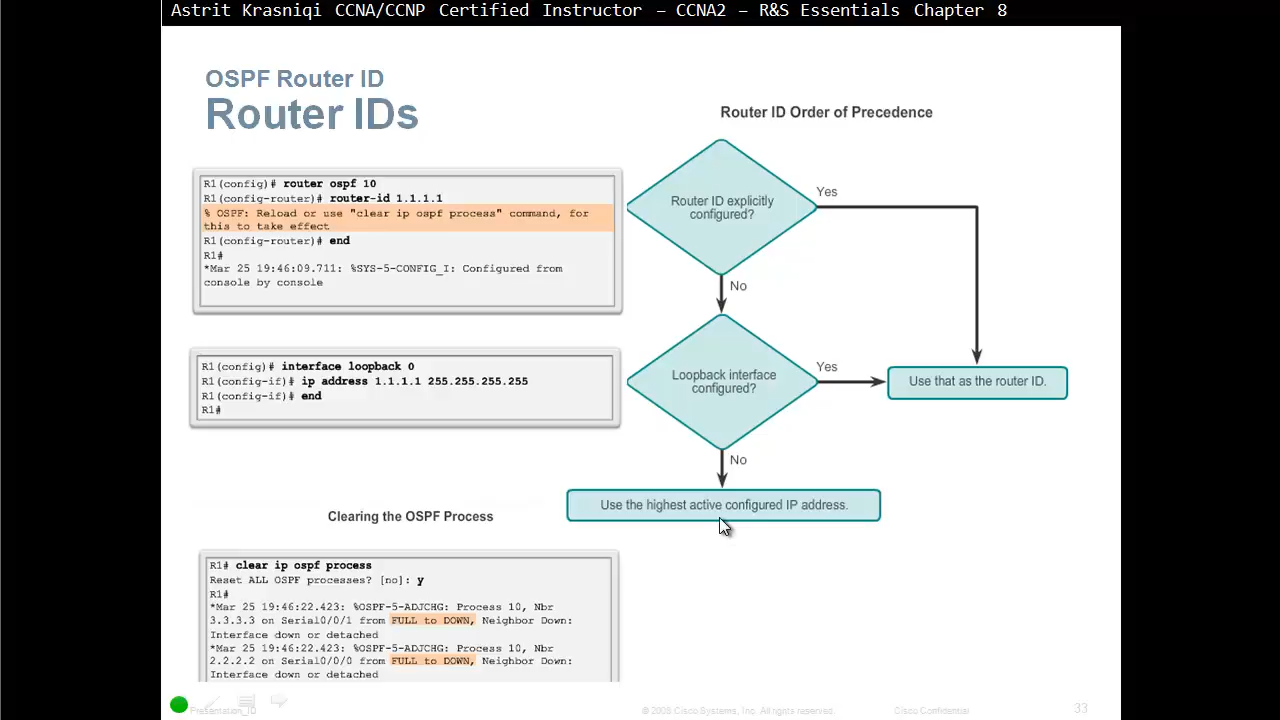 Astrit Krasniqi CCNA/CCNP Certified Instructor – CCNA2 – R&S Essentials Chapter 8
OSPF Router ID
Router IDs
R1(config)# router ospf 10
R1(config-router)# router-id 1.1.1.1
% OSPF: Reload or use "clear ip ospf process" command, for
this to take effect
R1(config-router)# end
R1#
*Mar 25 19:46:09.711: %SYS-5-CONFIG_I: Configured from
console by console
R1(config)# interface loopback 0
R1(config-if)# ip address 1.1.1.1 255.255.255.255
R1(config-if)# end
R1#
Clearing the OSPF Process
R1# clear ip ospf process
Reset ALL OSPF processes? [no]: y
R1#
*Mar 25 19:46:22.423: %OSPF-5-ADJCHG: Process 10, Nbr
3.3.3.3 on Serial0/0/1 from FULL to DOWN, Neighbor Down:
Interface down or detached
*Mar 25 19:46:22.423: %OSPF-5-ADJCHG: Process 10, Nbr
2.2.2.2 on Serial0/0/0 from FULL to DOWN, Neighbor Down:
Interface down or detached
Router ID Order of Precedence
Router ID explicitly
configured?
Yes
No
Loopback interface
configured?
Yes
Use that as the router ID.
No
Use the highest active configured IP address.
Presentation_ID
© 2008 Cisco Systems, Inc. All rights reserved.
Cisco Confidential
33